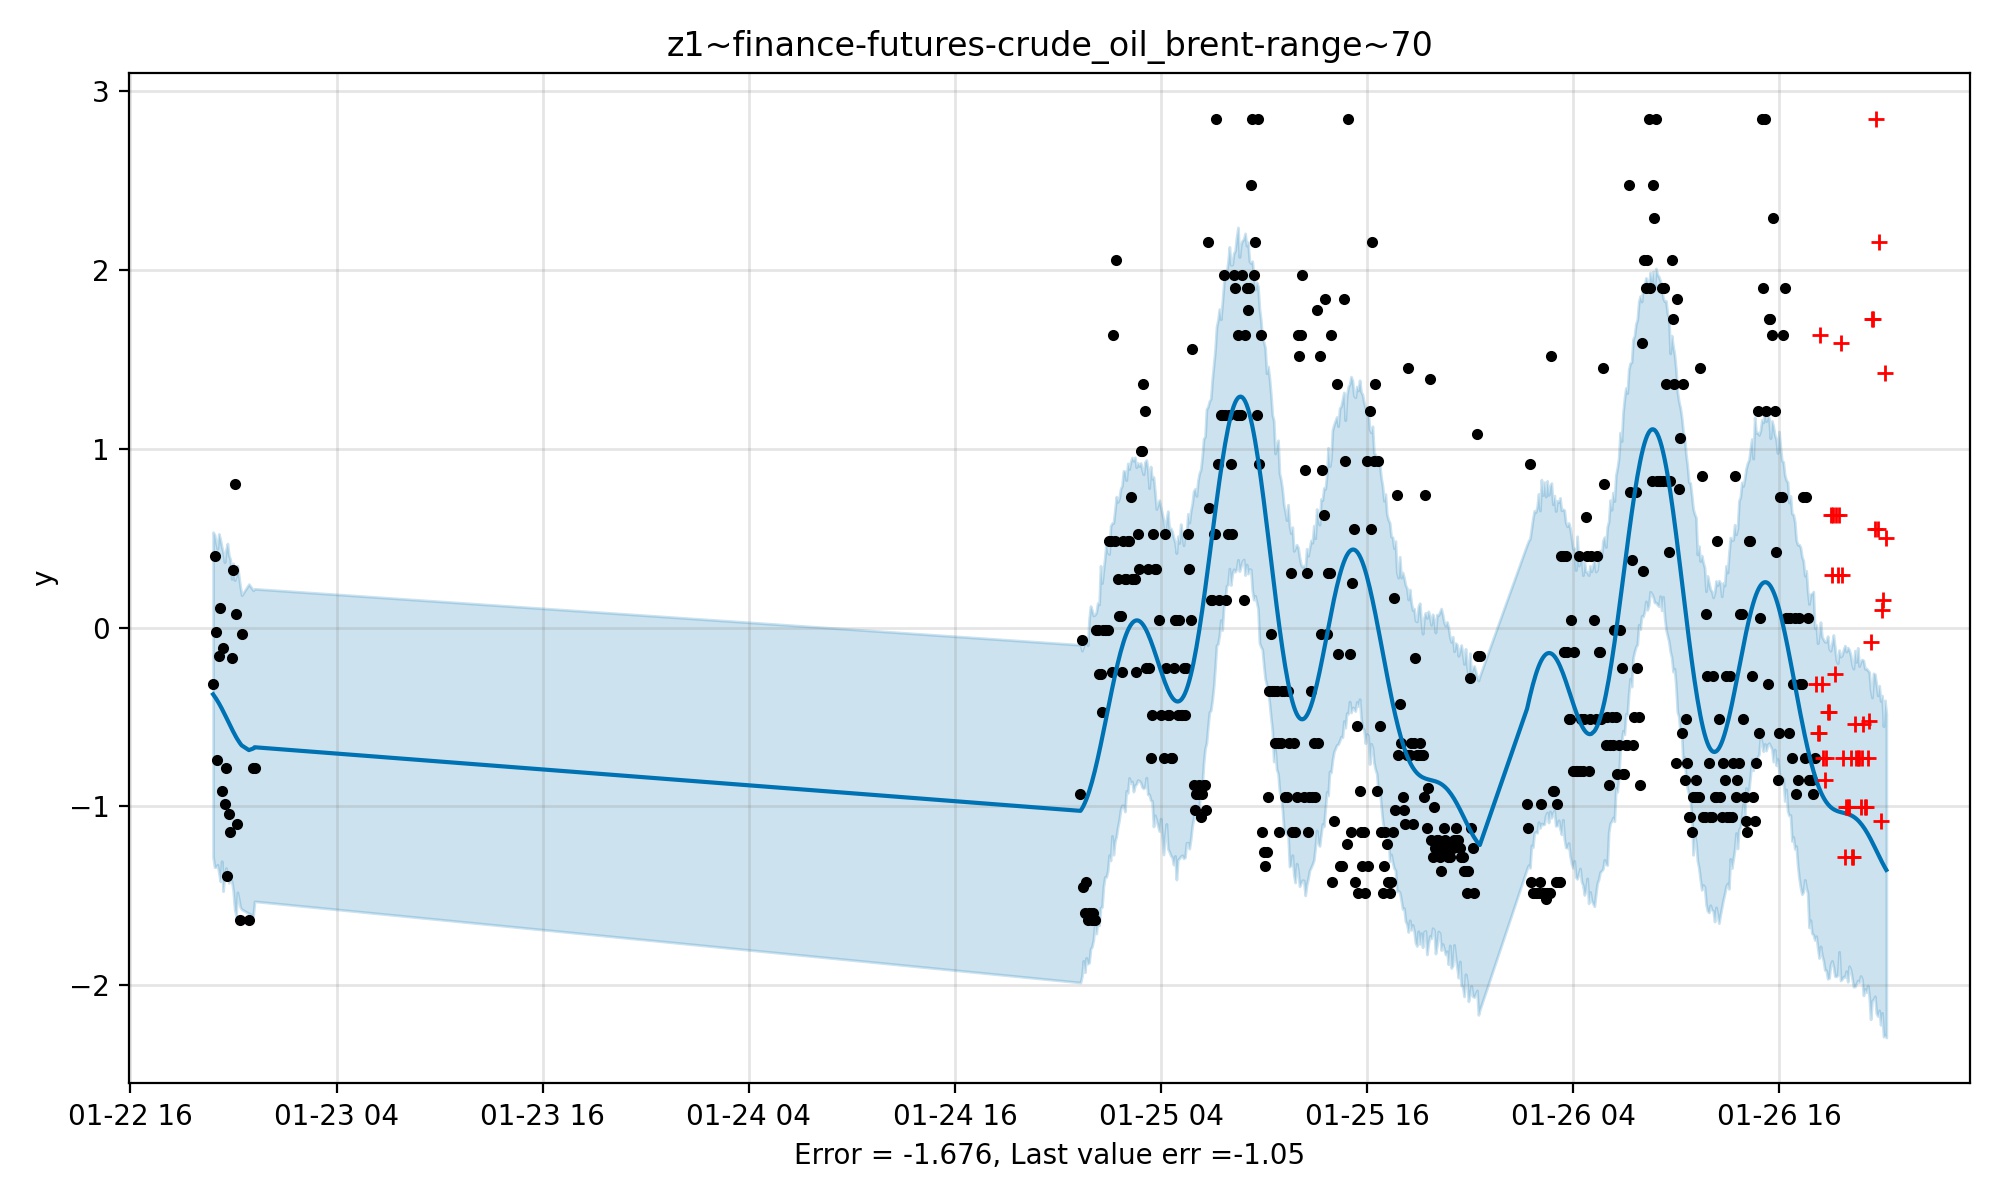 z1~finance-futures-crude_oil_brent-range~70
3
2
1
0
−1
−2
y
01-22 16 01-23 04 01-23 16 01-24 04 01-24 16 01-25 04 01-25 16 01-26 04 01-26 16
Error = -1.676, Last value err =-1.05